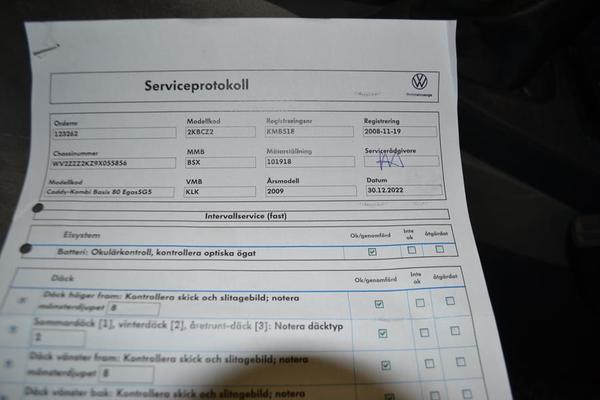 Serviceprotokoll
Ordernr Modellkod Registreringsnr Registrering
123262 2KBCZ2 KMB518 2008-11-19
Chassinummer MMB Mätarställning Servicerådgivare
WV2ZZZ2KZ9X055856 BSX 101918
Modellkod VMB Årsmodell Datum
Caddy-Kombi Basis 80 EgasSG5 KLK 2009 30.12.2022
Intervallservice (fast)
Elsystem Ok/genomförd Inte ok åtgärdat
Batteri: Okulärkontroll, kontrollera optiska ögat
Däck Ok/genomförd Inte ok åtgärdat
Däck höger fram: Kontrollera skick och slitagebild; notera
mönsterdjupet 8
Sommardäck [1], vinterdäck [2], åretrunt-däck [3]: Notera däcktyp
2
Däck vänster fram: Kontrollera skick och slitagebild; notera
mönsterdjupet 8
Däck vänster bak: Kontrollera skick och slitagebild; notera